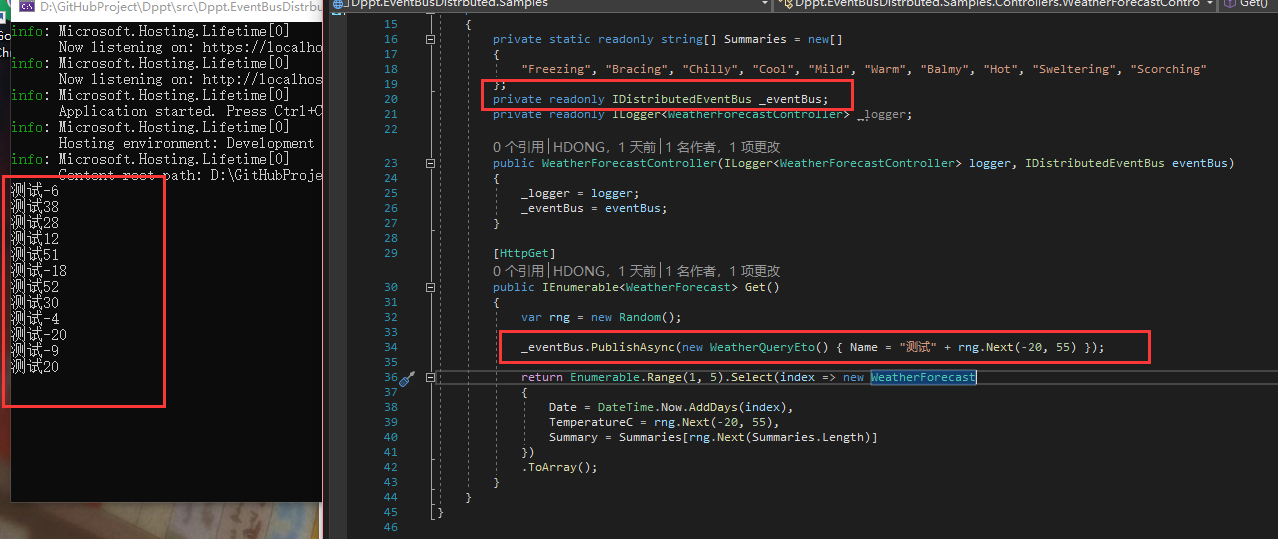 D:\GitHubProject\Dppt\src\Dppt.EventBusDistrbu
info: Microsoft.Hosting.Lifetime[0]
Now listening on: https://localho
info: Microsoft.Hosting.Lifetime[0]
Now listening on: http://localhos
info: Microsoft.Hosting.Lifetime[0]
Application started. Press Ctrl+C
info: Microsoft.Hosting.Lifetime[0]
Hosting environment: Development
info: Microsoft.Hosting.Lifetime[0]
Content root path: D:\GitHubProje
测试-6
测试38
测试28
测试12
测试51
测试-18
测试52
测试30
测试-4
测试-20
测试-9
测试20
Dppt.EventBusDistrbuted.Samples
Dppt.EventBusDistrbuted.Samples.Controllers.WeatherForecastContro
Get()
15 {
16 private static readonly string[] Summaries = new[]
17 {
18 "Freezing", "Bracing", "Chilly", "Cool", "Mild", "Warm", "Balmy", "Hot", "Sweltering", "Scorching"
19 };
20 private readonly IDistributedEventBus _eventBus;
21 private readonly ILogger<WeatherForecastController> _logger;
22
0 个引用|HDONG，1 天前|1 名作者，1 项更改
23 public WeatherForecastController(ILogger<WeatherForecastController> logger, IDistributedEventBus eventBus)
24 {
25 _logger = logger;
26 _eventBus = eventBus;
27 }
28
29 [HttpGet]
0 个引用|HDONG，1 天前|1 名作者，1 项更改
30 public IEnumerable<WeatherForecast> Get()
31 {
32 var rng = new Random();
33
34 _eventBus.PublishAsync(new WeatherQueryEto() { Name = "测试" + rng.Next(-20, 55) });
35
36 return Enumerable.Range(1, 5).Select(index => new WeatherForecast
37 {
38 Date = DateTime.Now.AddDays(index),
39 TemperatureC = rng.Next(-20, 55),
40 Summary = Summaries[rng.Next(Summaries.Length)]
41 })
42 .ToArray();
43 }
44 }
45 }
46